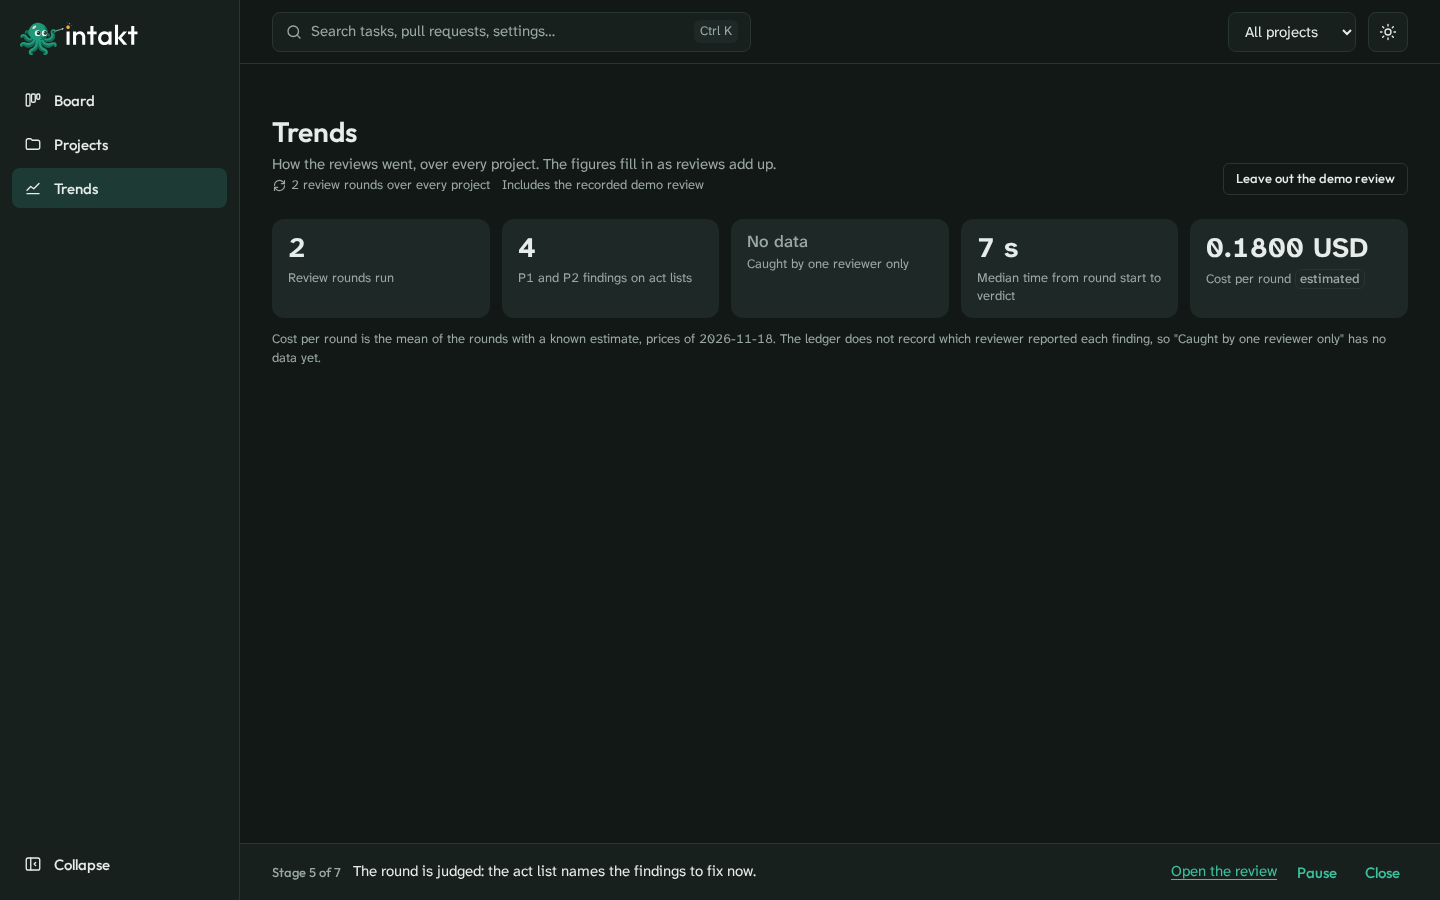 intakt
Search tasks, pull requests, settings...
Ctrl K
All projects
Board
Projects
Trends
Trends
How the reviews went, over every project. The figures fill in as reviews add up.
2 review rounds over every project
Includes the recorded demo review
Leave out the demo review
2
Review rounds run
4
P1 and P2 findings on act lists
No data
Caught by one reviewer only
7 s
Median time from round start to
verdict
0.1800 USD
Cost per round estimated
Cost per round is the mean of the rounds with a known estimate, prices of 2026-11-18. The ledger does not record which reviewer reported each finding, so "Caught by one reviewer only" has no
data yet.
Collapse
Stage 5 of 7
The round is judged: the act list names the findings to fix now.
Open the review
Pause
Close